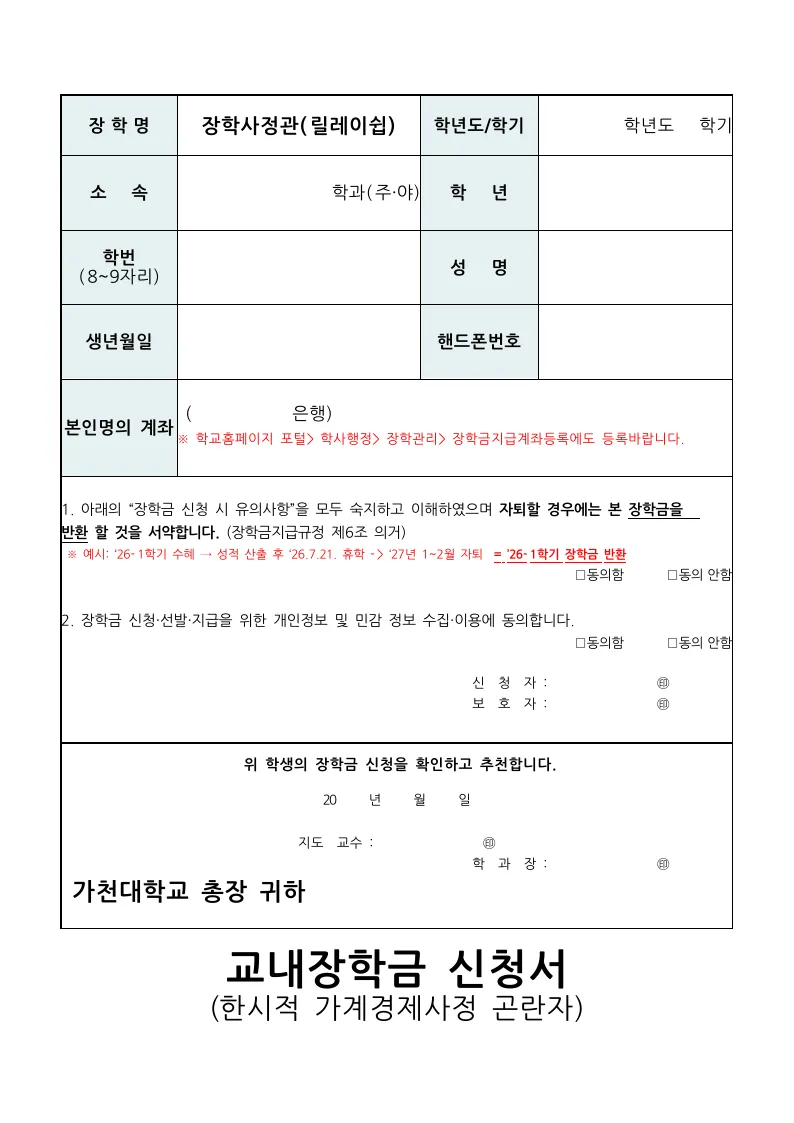 장 학 명 장학사정관(릴레이쉽) 학년도/학기 학년도 학기
소 속 학과(주·야) 학 년
학번
(8~9자리)
성 명
생년월일 핸드폰번호
본인명의 계좌
( 은행)
※ 학교홈페이지 포털> 학사행정> 장학관리> 장학금지급계좌등록에도 등록바랍니다.
1. 아래의 “장학금 신청 시 유의사항”을 모두 숙지하고 이해하였으며 자퇴할 경우에는 본 장학금을
반환 할 것을 서약합니다. (장학금지급규정 제6조 의거)
※ 예시: ‘26-1학기 수혜 → 성적 산출 후 ‘26.7.21. 휴학 -> ‘27년 1~2월 자퇴 = ’26-1학기 장학금 반환
□동의함 □동의 안함
2. 장학금 신청·선발·지급을 위한 개인정보 및 민감 정보 수집·이용에 동의합니다.
□동의함 □동의 안함
신 청 자 : ㊞
보 호 자 : ㊞
위 학생의 장학금 신청을 확인하고 추천합니다.
20 년 월 일
지도 교수 : ㊞
학 과 장 : ㊞
가천대학교 총장 귀하
교내장학금 신청서
(한시적 가계경제사정 곤란자)